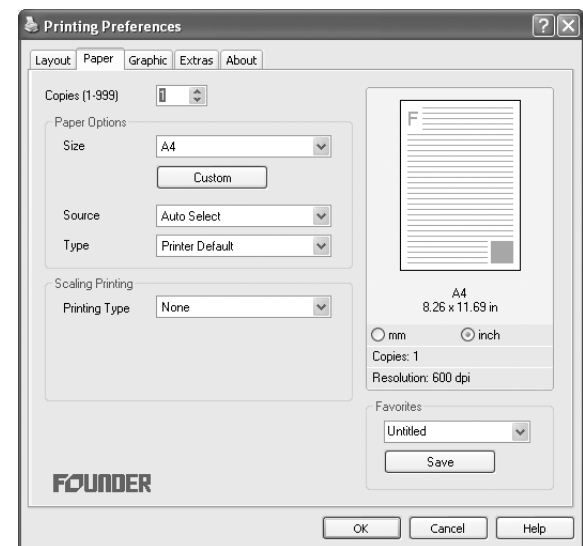 Printing Preferences
Layout Paper Graphic Extras About
Copies (1-999) 1
Paper Options
Size A4
Custom
Source Auto Select
Type Printer Default
Scaling Printing
Printing Type None
FOUNDER
F
A4
8.26 x 11.69 in
mm inch
Copies: 1
Resolution: 600 dpi
Favorites
Untitled
Save
OK Cancel Help